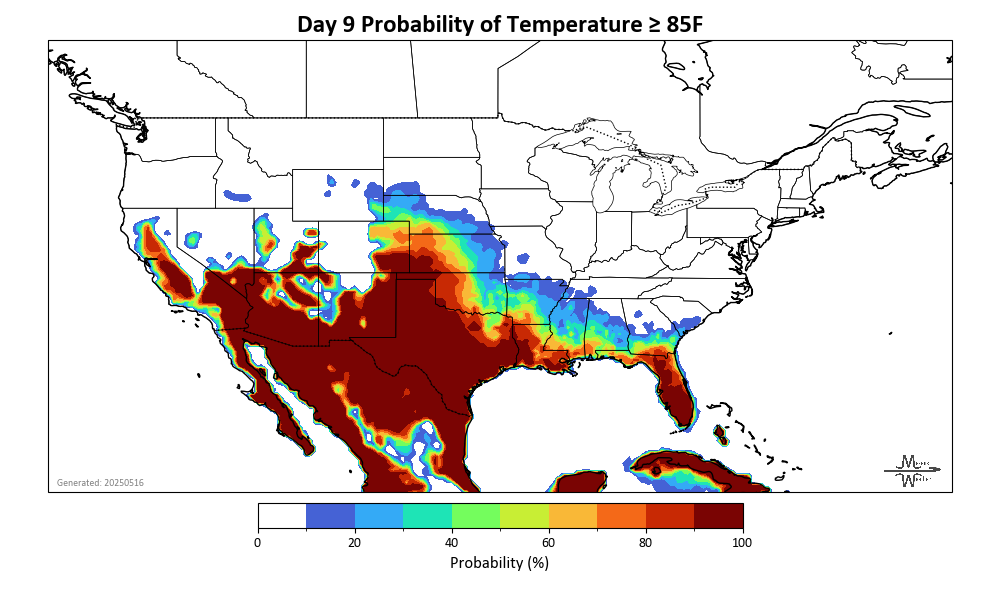 Day 9 Probability of Temperature ≥ 85F
Generated: 20250516
0 20 40 60 80 100
Probability (%)